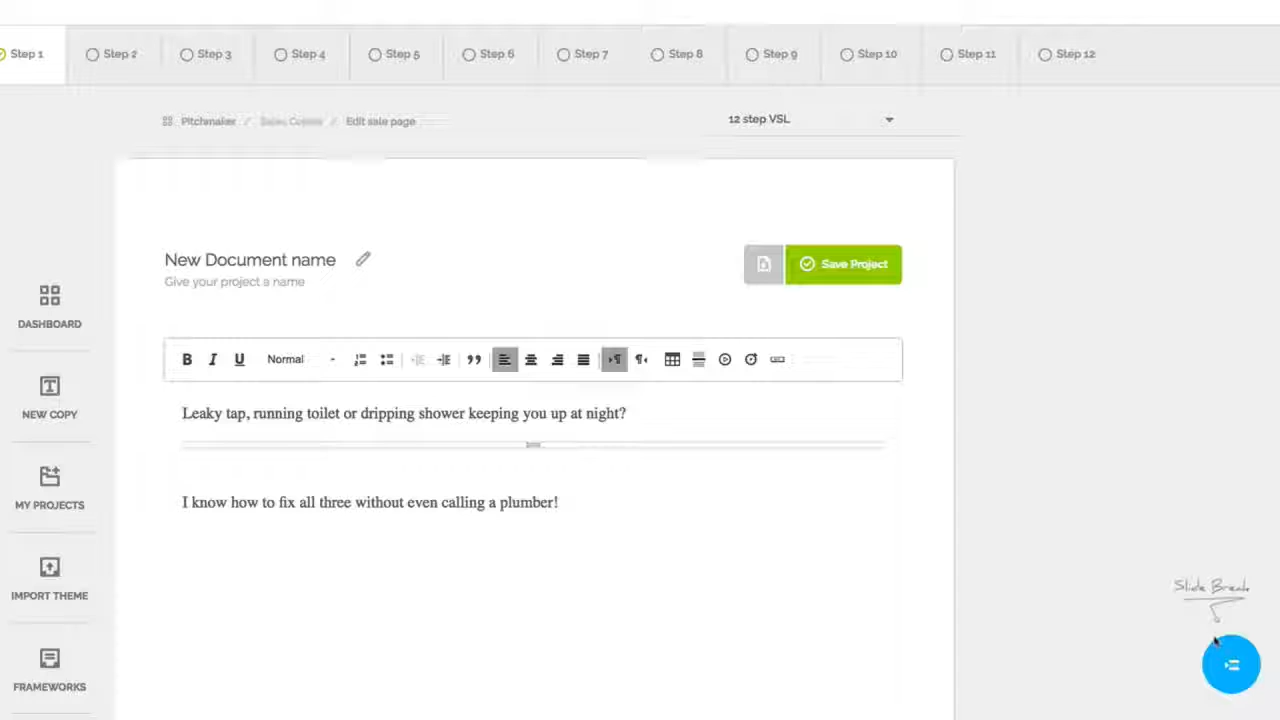 Step 1 Step 2 Step 3 Step 4 Step 5 Step 6 Step 7 Step 8 Step 9 Step 10 Step 11 Step 12
Pitchmaker / Sales Copies / Edit sale page
12 step VSL
New Document name
Give your project a name
Save Project
B I U Normal
Leaky tap, running toilet or dripping shower keeping you up at night?
I know how to fix all three without even calling a plumber!
DASHBOARD
NEW COPY
MY PROJECTS
IMPORT THEME
FRAMEWORKS
Slide Break